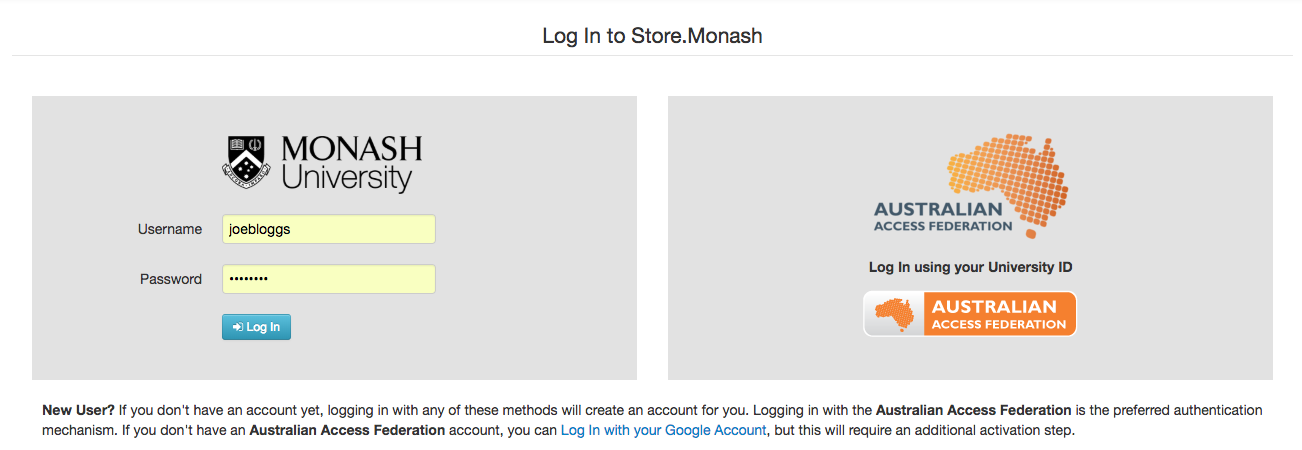 Log In to Store.Monash
MONASH
University
Username
joebloggs
Password
••••••••
Log In
AUSTRALIAN
ACCESS FEDERATION
Log In using your University ID
AUSTRALIAN
ACCESS FEDERATION
New User? If you don't have an account yet, logging in with any of these methods will create an account for you. Logging in with the Australian Access Federation is the preferred authentication
mechanism. If you don't have an Australian Access Federation account, you can Log In with your Google Account, but this will require an additional activation step.